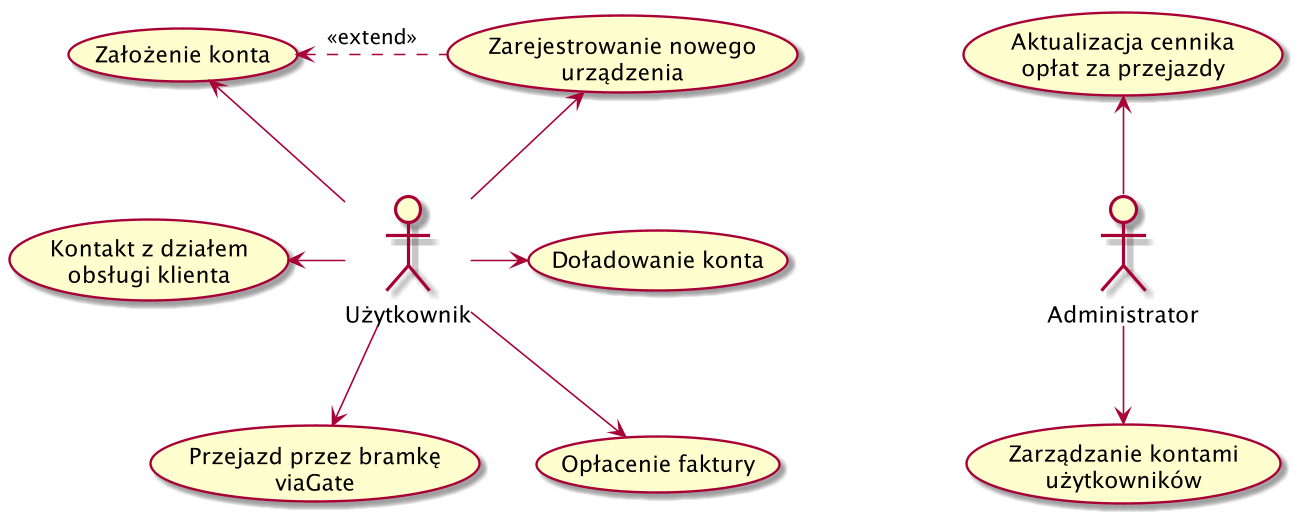 Założenie konta
«extend»
Zarejestrowanie nowego
urządzenia
Aktualizacja cennika
opłat za przejazdy
Kontakt z działem
obsługi klienta
Doładowanie konta
Użytkownik
Administrator
Przejazd przez bramkę
viaGate
Opłacenie faktury
Zarządzanie kontami
użytkowników